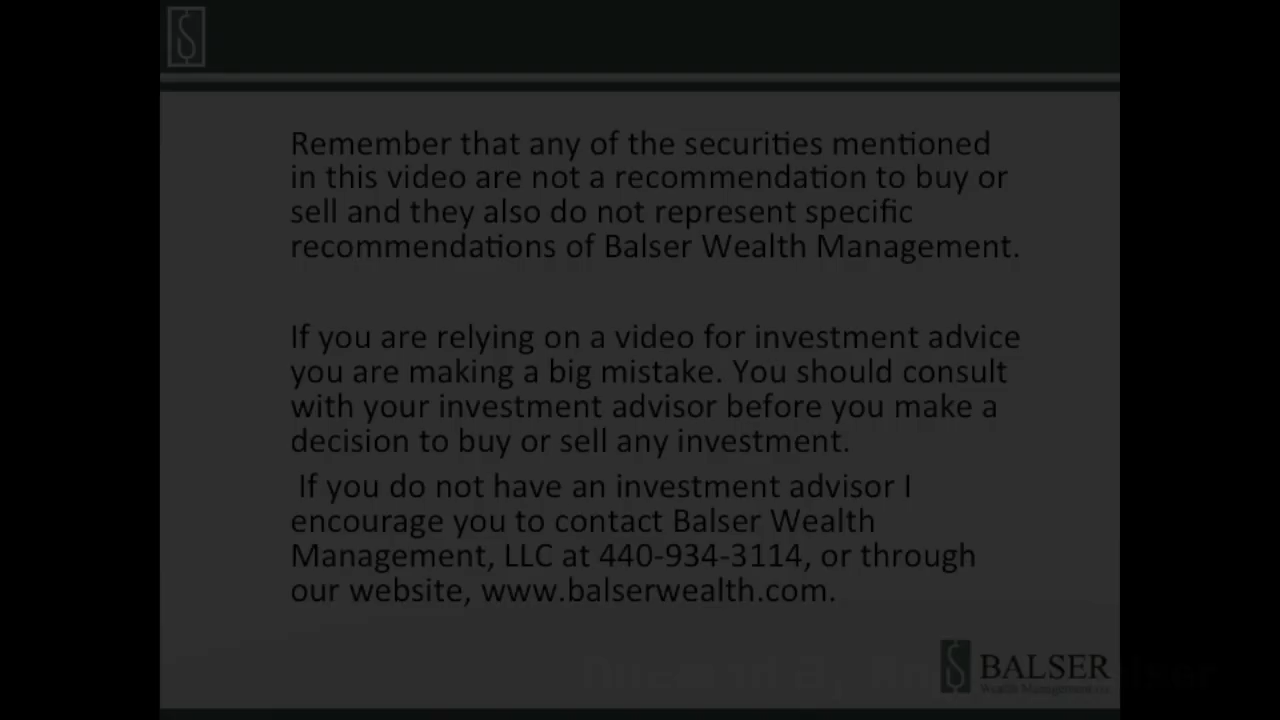 Remember that any of the securities mentioned
in this video are not a recommendation to buy or
sell and they also do not represent specific
recommendations of Balser Wealth Management.
If you are relying on a video for investment advice
you are making a big mistake. You should consult
with your investment advisor before you make a
decision to buy or sell any investment.
If you do not have an investment advisor I
encourage you to contact Balser Wealth
Management, LLC at 440-934-3114, or through
our website, www.balserwealth.com.
BALSER
Wealth Management